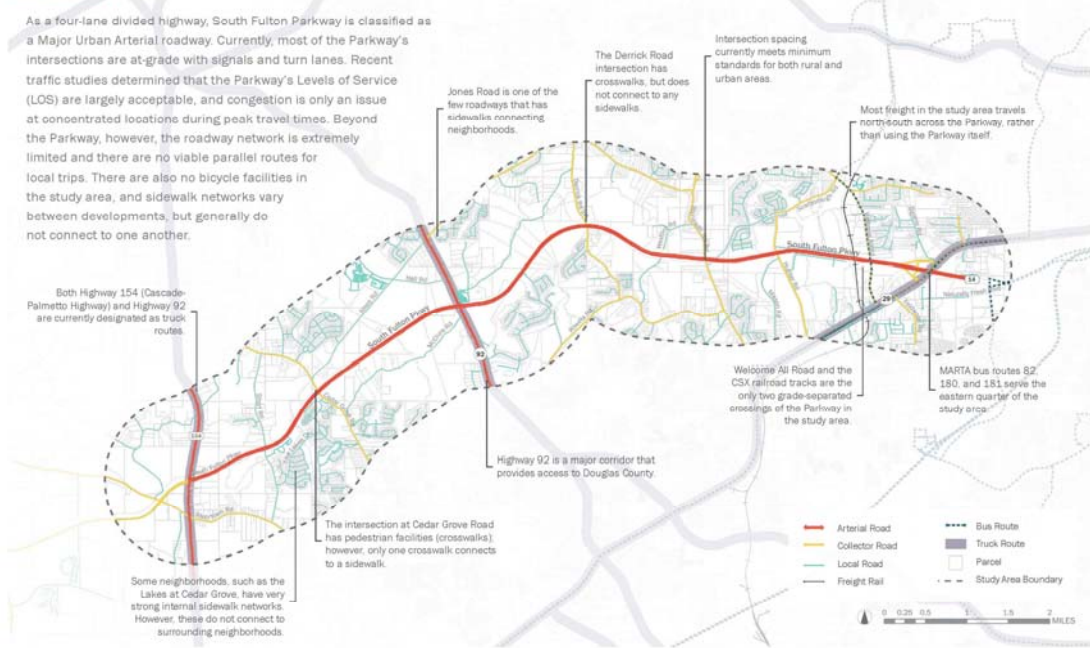 As a four-lane divided highway, South Fulton Parkway is classified as
a Major Urban Arterial roadway. Currently, most of the Parkway's
intersections are at-grade with signals and turn lanes. Recent
traffic studies determined that the Parkway's Levels of Service
(LOS) are largely acceptable, and congestion is only an issue
at concentrated locations during peak travel times. Beyond
the Parkway, however, the roadway network is extremely
limited and there are no viable parallel routes for
local trips. There are also no bicycle facilities in
the study area, and sidewalk networks vary
between developments, but generally do
not connect to one another.
Jones Road is one of the
few roadways that has
sidewalks connecting
neighborhoods.
The Derrick Road
intersection has
crosswalks, but does
not connect to any
sidewalks.
Intersection spacing
currently meets minimum
standards for both rural and
urban areas.
Most freight in the study area travels
north-south across the Parkway, rather
than using the Parkway itself.
Both Highway 154 (Cascade-
Palmetto Highway) and Highway 92
are currently designated as truck
routes.
South Fulton Pkwy
South Fulton Pkwy
South Fulton Pkwy
154
92
29
14
Welcome All Road and the
CSX railroad tracks are the
only two grade-separated
crossings of the Parkway in
the study area.
MARTA bus routes 82,
180, and 181 serve the
eastern quarter of the
study area.
Highway 92 is a major corridor that
provides access to Douglas County.
The intersection at Cedar Grove Road
has pedestrian facilities (crosswalks);
however, only one crosswalk connects
to a sidewalk.
Some neighborhoods, such as the
Lakes at Cedar Grove, have very
strong internal sidewalk networks.
However, these do not connect to
surrounding neighborhoods.
Arterial Road
Collector Road
Local Road
Freight Rail
Bus Route
Truck Route
Parcel
Study Area Boundary
0 0.25 0.5 1 1.5 2
MILES